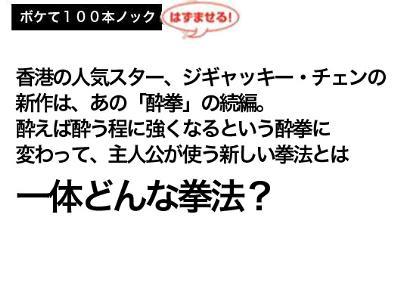 ボケて１００本ノック
はずませる!
香港の人気スター、ジギャッキー・チェンの
新作は、あの「酔拳」の続編。
酔えば酔う程に強くなるという酔拳に
変わって、主人公が使う新しい拳法とは
一体どんな拳法？